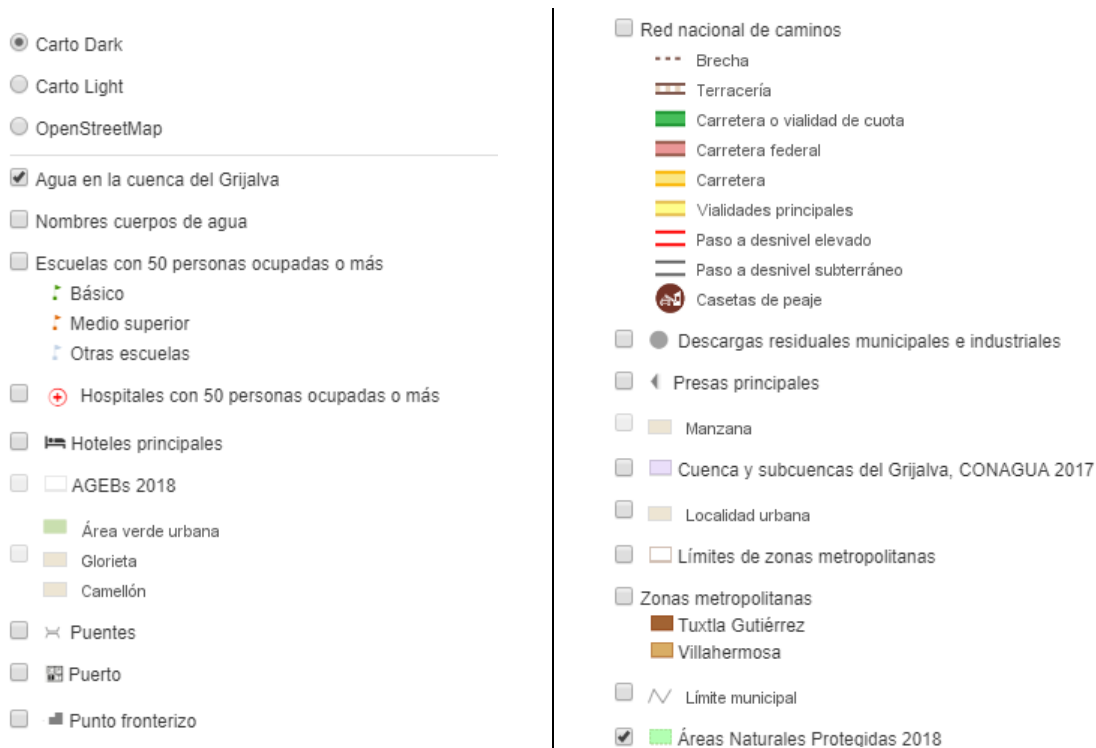 Carto Dark
Carto Light
OpenStreetMap
Agua en la cuenca del Grijalva
Nombres cuerpos de agua
Escuelas con 50 personas ocupadas o más
Básico
Medio superior
Otras escuelas
Hospitales con 50 personas ocupadas o más
Hoteles principales
AGEBs 2018
Área verde urbana
Glorieta
Camellón
Puentes
Puerto
Punto fronterizo
Red nacional de caminos
Brecha
Terracería
Carretera o vialidad de cuota
Carretera federal
Carretera
Vialidades principales
Paso a desnivel elevado
Paso a desnivel subterráneo
Casetas de peaje
Descargas residuales municipales e industriales
Presas principales
Manzana
Cuenca y subcuencas del Grijalva, CONAGUA 2017
Localidad urbana
Límites de zonas metropolitanas
Zonas metropolitanas
Tuxtla Gutiérrez
Villahermosa
Límite municipal
Áreas Naturales Protegidas 2018